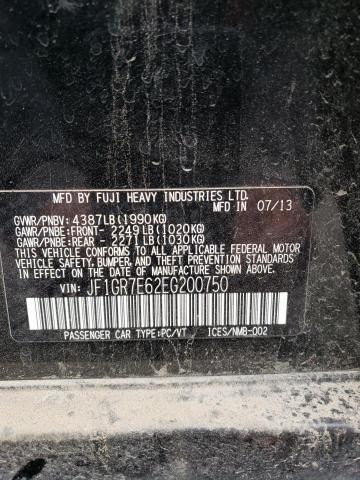 MFD BY FUJI HEAVY INDUSTRIES LTD.
MFD IN 07/13
GVWR/PNBV: 4387LB(1990KG)
GAWR/PNBE:FRONT- 2249LB(1020KG)
GAWR/PNBE:REAR - 2271LB(1030KG)
THIS VEHICLE CONFORMS TO ALL APPLICABLE FEDERAL MOTOR
VEHICLE SAFETY, BUMPER, AND THEFT PREVENTION
STANDARDS IN EFFECT ON THE DATE OF MANUFACTURE
SHOWN ABOVE.
VIN: JF1GR7E62EG200750
PASSENGER CAR TYPE:PC/VT ICES/NMB-002